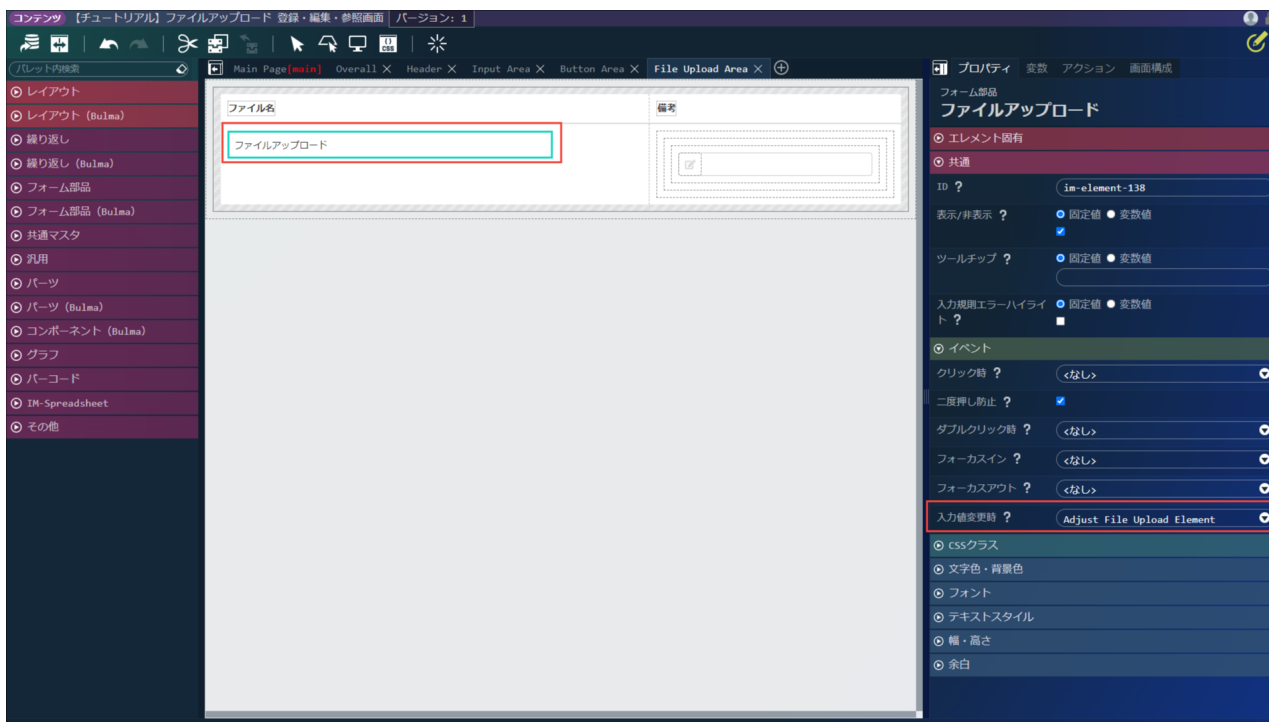 コンテンツ 【チュートリアル】ファイルアップロード 登録・編集・参照画面 バージョン: 1
{} CSS
パレット内検索
Main Page[main] Overall Header Input Area Button Area File Upload Area
プロパティ 変数 アクション 画面構成
レイアウト
レイアウト (Bulma)
繰り返し
繰り返し (Bulma)
フォーム部品
フォーム部品 (Bulma)
共通マスタ
汎用
パーツ
パーツ (Bulma)
コンポーネント (Bulma)
グラフ
バーコード
IM-Spreadsheet
その他
ファイル名 備考
ファイルアップロード
フォーム部品
ファイルアップロード
エレメント固有
共通
ID ? im-element-138
表示/非表示 ? 固定値 変数値
ツールチップ ? 固定値 変数値
入力規則エラーハイライ 固定値 変数値
ト ?
イベント
クリック時 ? <なし>
二度押し防止 ?
ダブルクリック時 ? <なし>
フォーカスイン ? <なし>
フォーカスアウト ? <なし>
入力値変更時 ? Adjust File Upload Element
CSSクラス
文字色・背景色
フォント
テキストスタイル
幅・高さ
余白